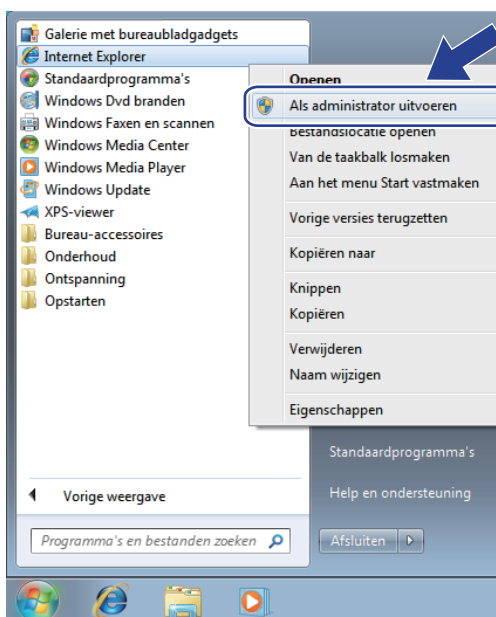 Galerie met bureaubladgadgets
Internet Explorer
Standaardprogramma's
Windows Dvd branden
Windows Faxen en scannen
Windows Media Center
Windows Media Player
Windows Update
XPS-viewer
Bureau-accessoires
Onderhoud
Ontspanning
Opstarten
Vorige weergave
Programma's en bestanden zoeken
Openen
Als administrator uitvoeren
Bestandslocatie openen
Van de taakbalk losmaken
Aan het menu Start vastmaken
Vorige versies terugzetten
Kopiëren naar
Knippen
Kopiëren
Verwijderen
Naam wijzigen
Eigenschappen
Standaardprogramma's
Help en ondersteuning
Afsluiten